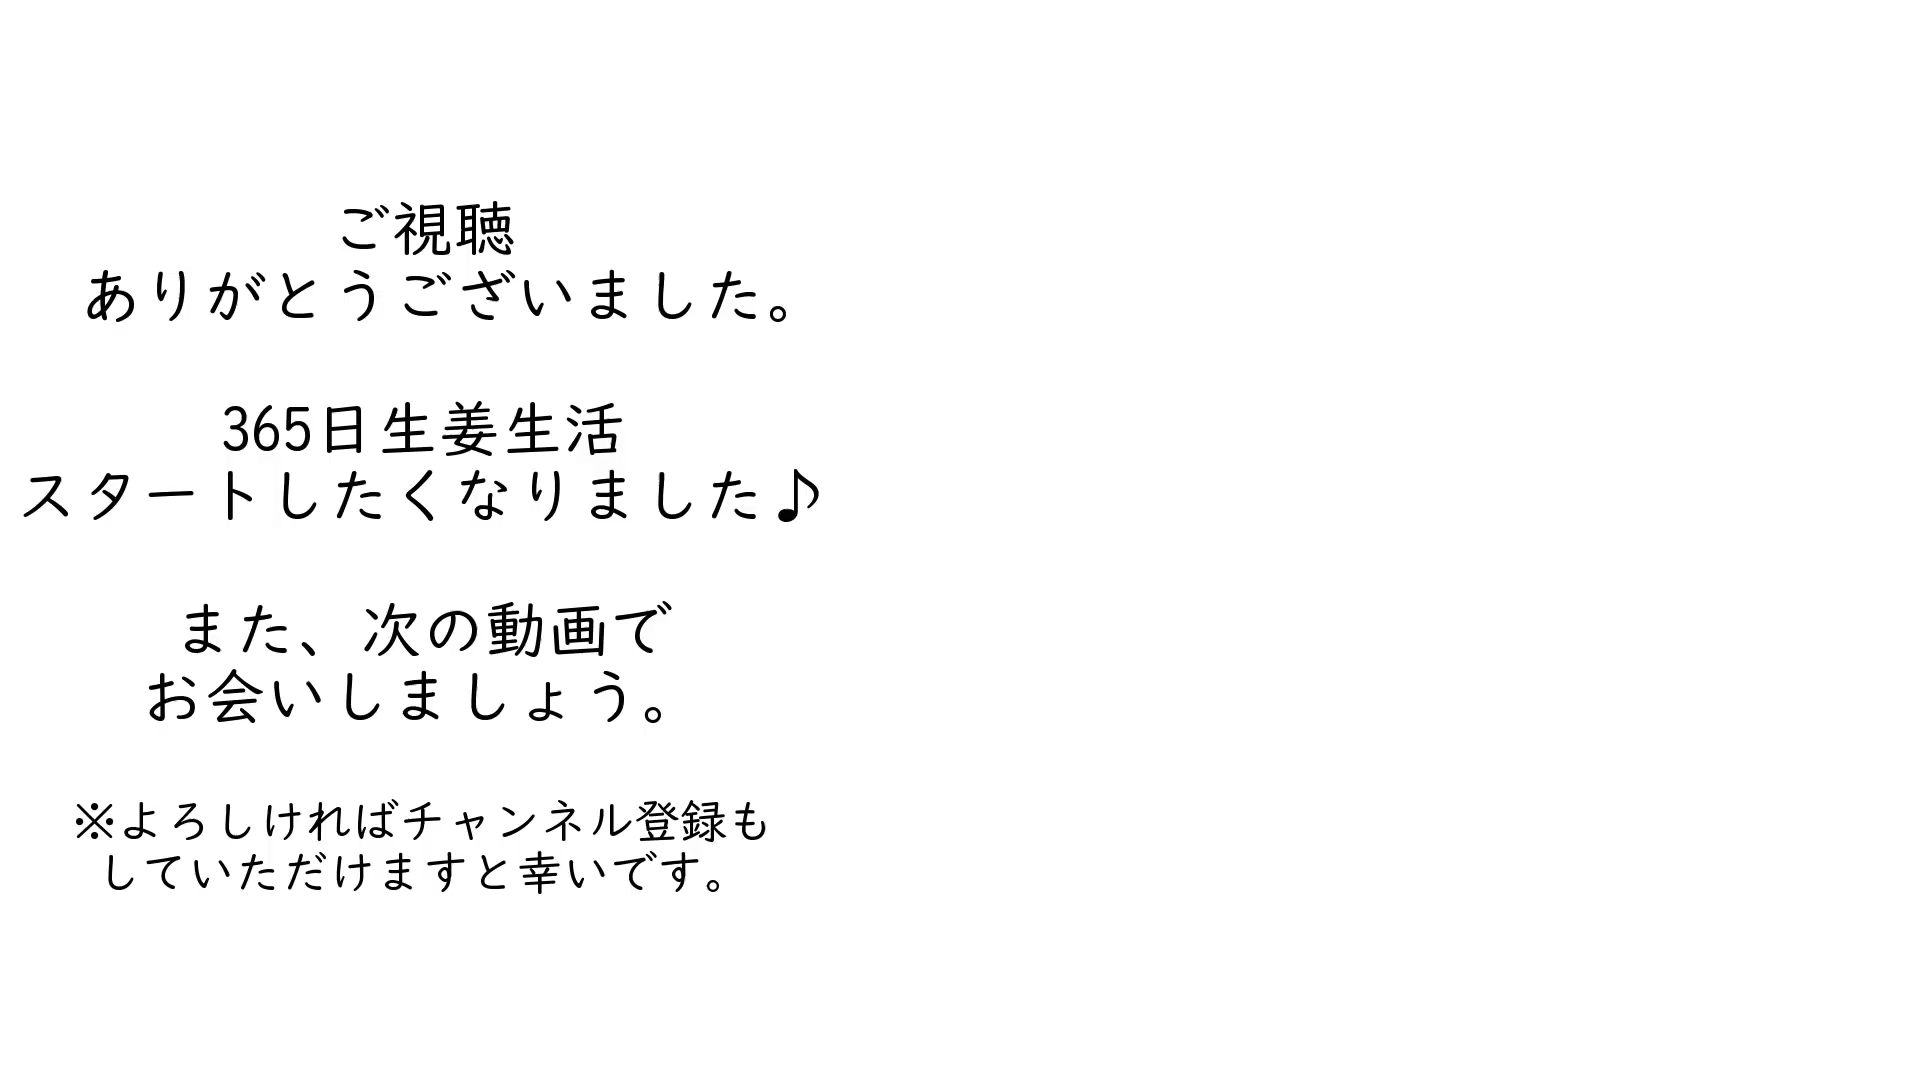 ご視聴
ありがとうございました。
365日生姜生活
スタートしたくなりました♪
また、次の動画で
お会いしましょう。
※よろしければチャンネル登録も
していただけますと幸いです。